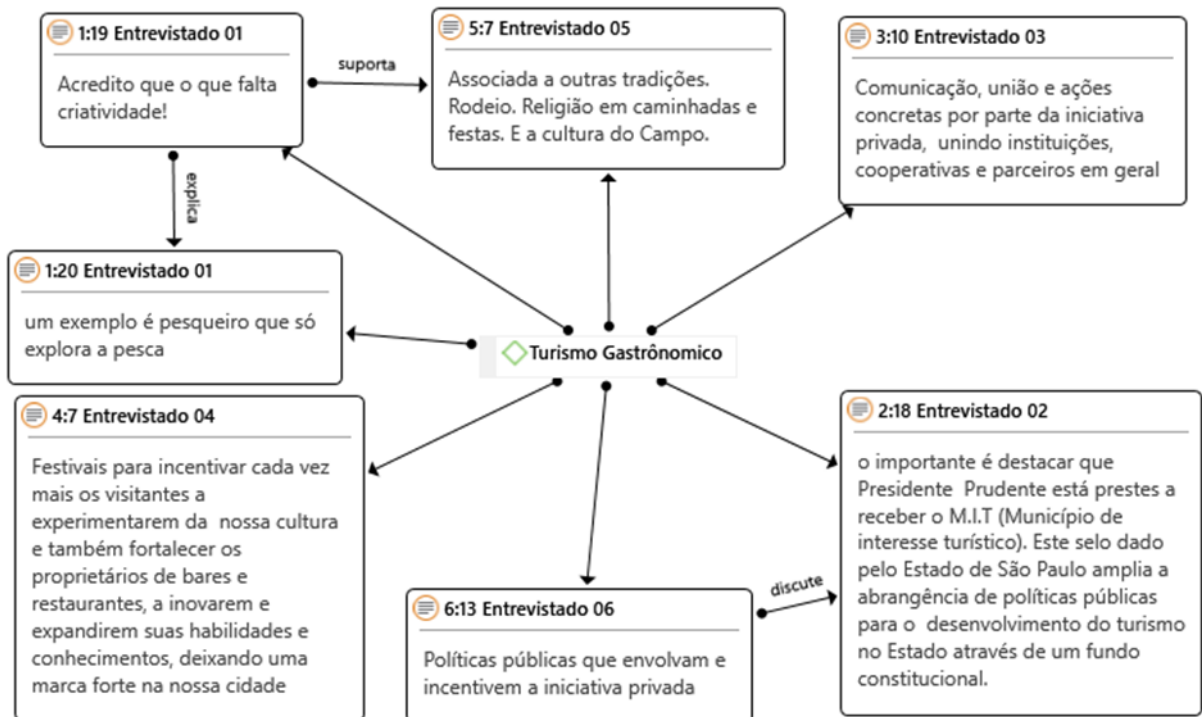 1:19 Entrevistado 01
Acredito que o que falta
criatividade!
suporta
5:7 Entrevistado 05
Associada a outras tradições.
Rodeio. Religião em caminhadas e
festas. E a cultura do Campo.
3:10 Entrevistado 03
Comunicação, união e ações
concretas por parte da iniciativa
privada, unindo instituições,
cooperativas e parceiros em geral
explica
1:20 Entrevistado 01
um exemplo é pesqueiro que só
explora a pesca
Turismo Gastrônomico
4:7 Entrevistado 04
Festivais para incentivar cada vez
mais os visitantes a
experimentarem da nossa cultura
e também fortalecer os
proprietários de bares e
restaurantes, a inovarem e
expandirem suas habilidades e
conhecimentos, deixando uma
marca forte na nossa cidade
6:13 Entrevistado 06
Políticas públicas que envolvam e
incentivem a iniciativa privada
discute
2:18 Entrevistado 02
o importante é destacar que
Presidente Prudente está prestes a
receber o M.I.T (Município de
interesse turístico). Este selo dado
pelo Estado de São Paulo amplia a
abrangência de políticas públicas
para o desenvolvimento do turismo
no Estado através de um fundo
constitucional.